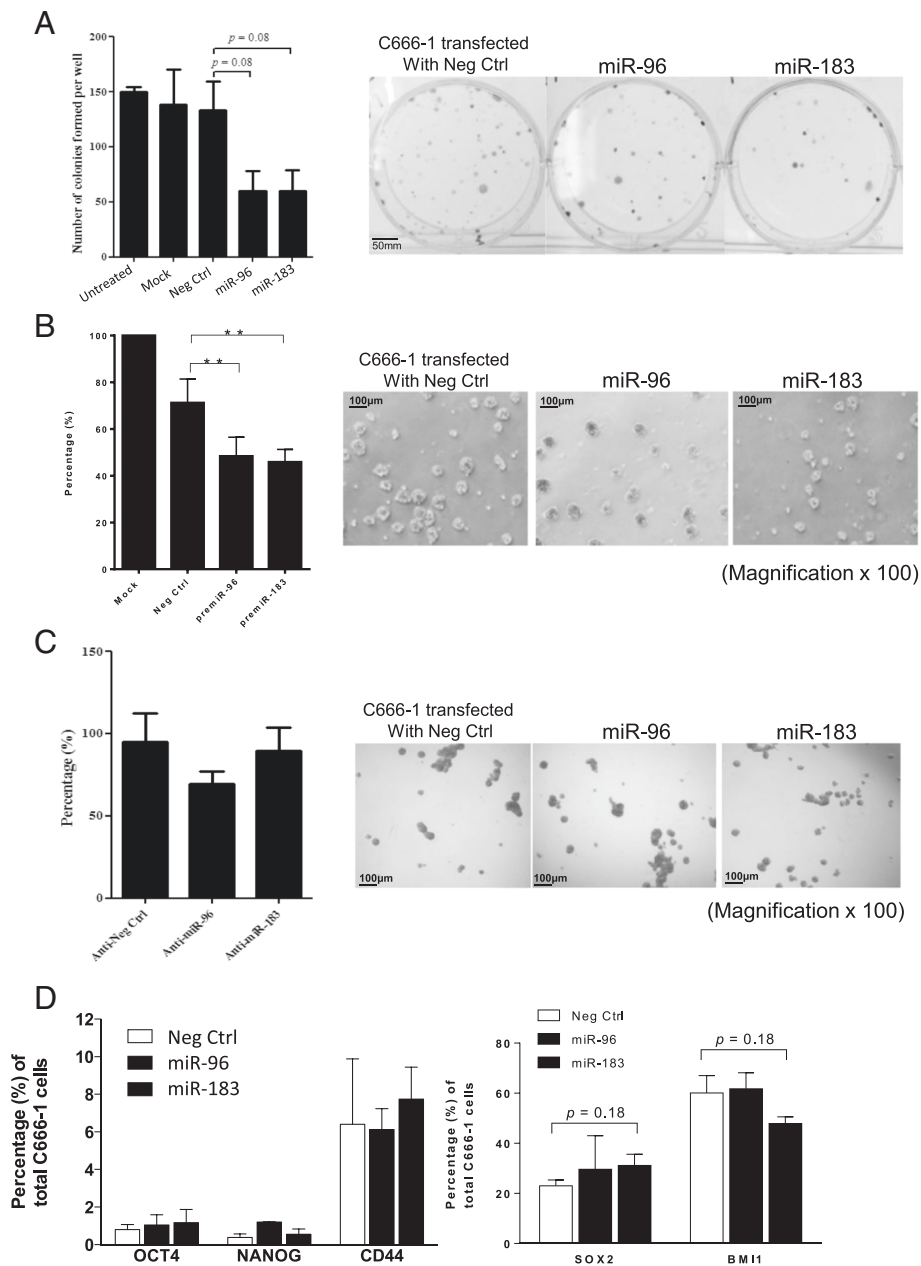 A
200
150
100
50
0
Number of colonies formed per well
p = 0.08
p = 0.08
Untreated
Mock
Neg Ctrl
miR-96
miR-183
C666-1 transfected
With Neg Ctrl
miR-96
miR-183
50mm
B
100
80
60
40
20
0
Percentage (%)
* *
* *
Mock
Neg Ctrl
premiR-96
premiR-183
C666-1 transfected
With Neg Ctrl
miR-96
miR-183
100µm
100µm
100µm
(Magnification x 100)
C
150
100
50
0
Percentage (%)
Anti-Neg Ctrl
Anti-miR-96
Anti-miR-183
C666-1 transfected
With Neg Ctrl
miR-96
miR-183
100µm
100µm
100µm
(Magnification x 100)
D
12
10
8
6
4
2
0
Percentage (%) of
total C666-1 cells
Neg Ctrl
miR-96
miR-183
OCT4
NANOG
CD44
80
60
40
20
0
Percentage (%) of
total C666-1 cells
Neg Ctrl
miR-96
miR-183
p = 0.18
p = 0.18
SOX2
BMI1